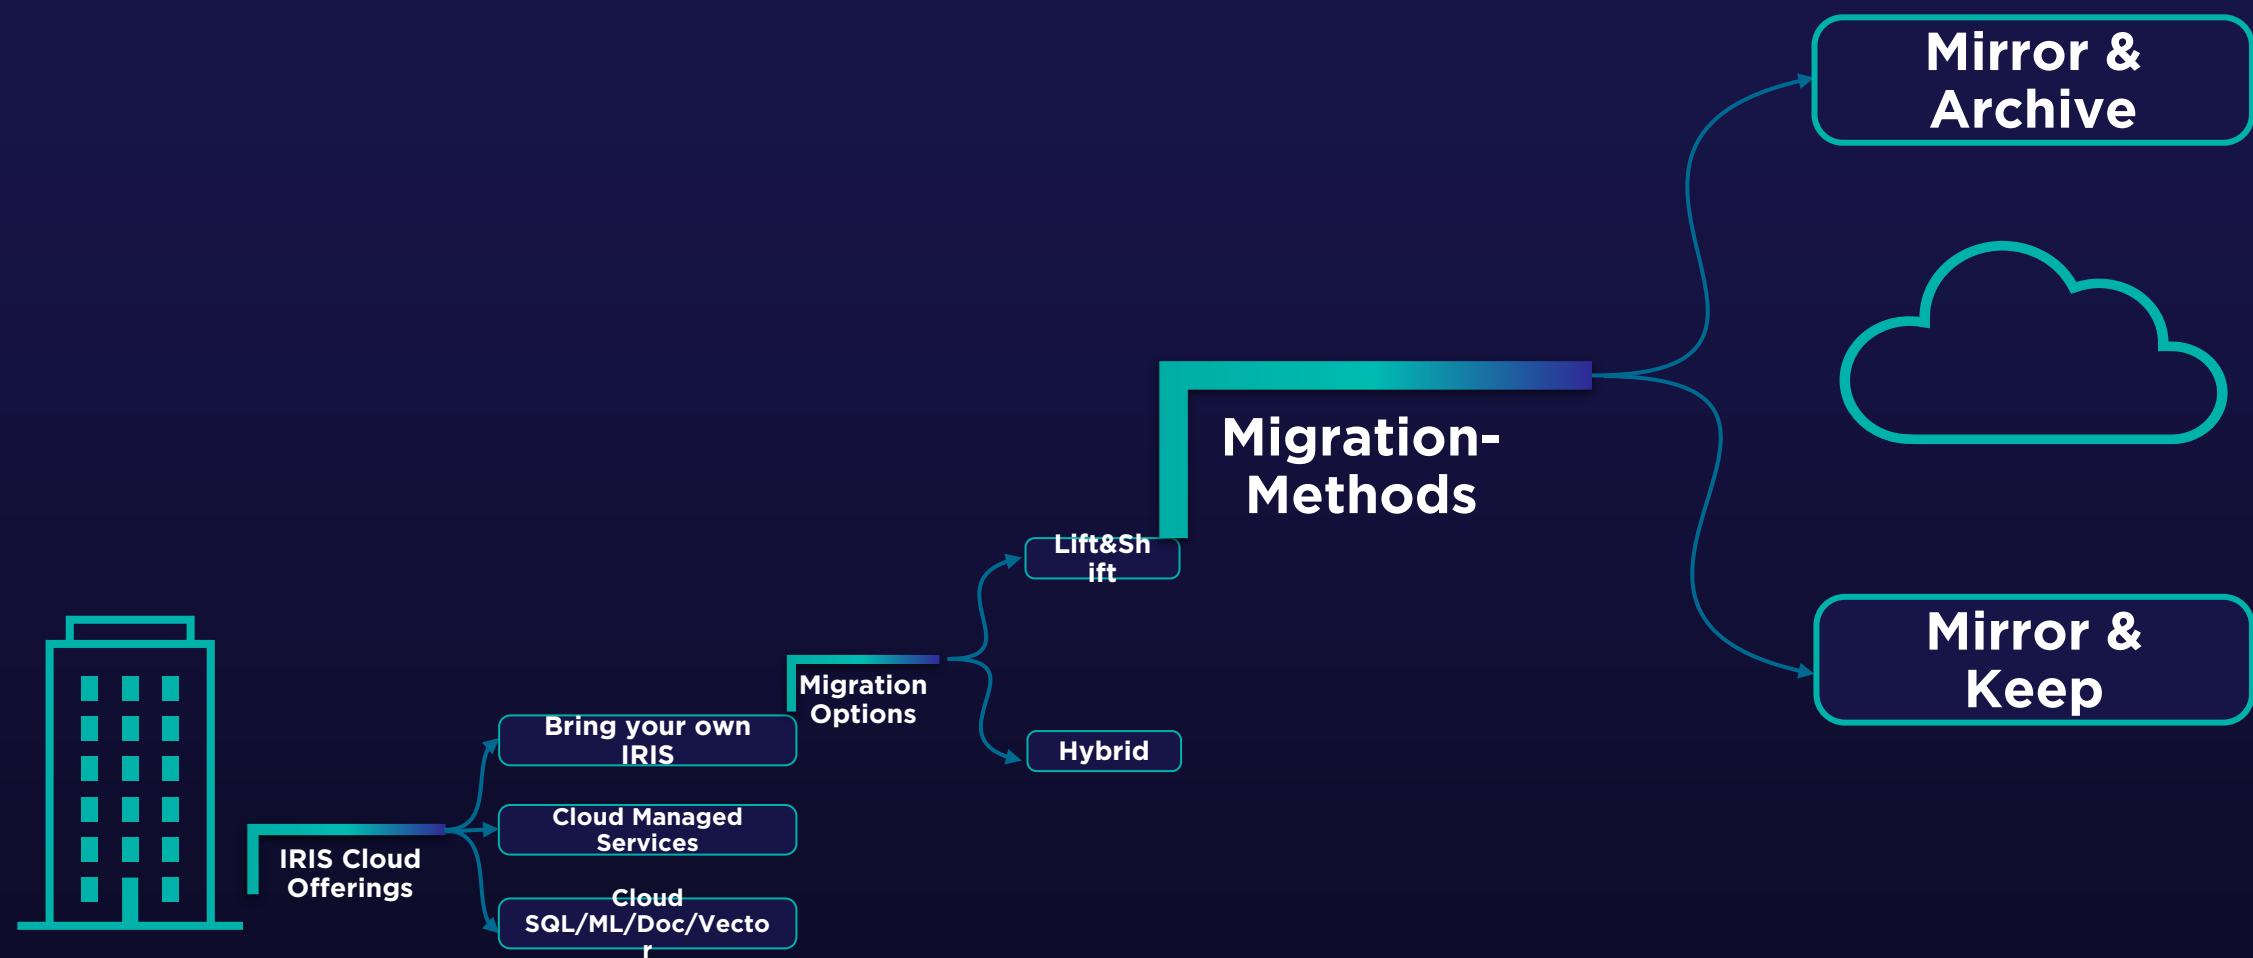 Mirror &
Archive
Migration-
Methods
Lift&Sh
ift
Mirror &
Keep
Migration
Options
Bring your own
IRIS
Hybrid
Cloud Managed
Services
IRIS Cloud
Offerings
Cloud
SQL/ML/Doc/Vecto
r